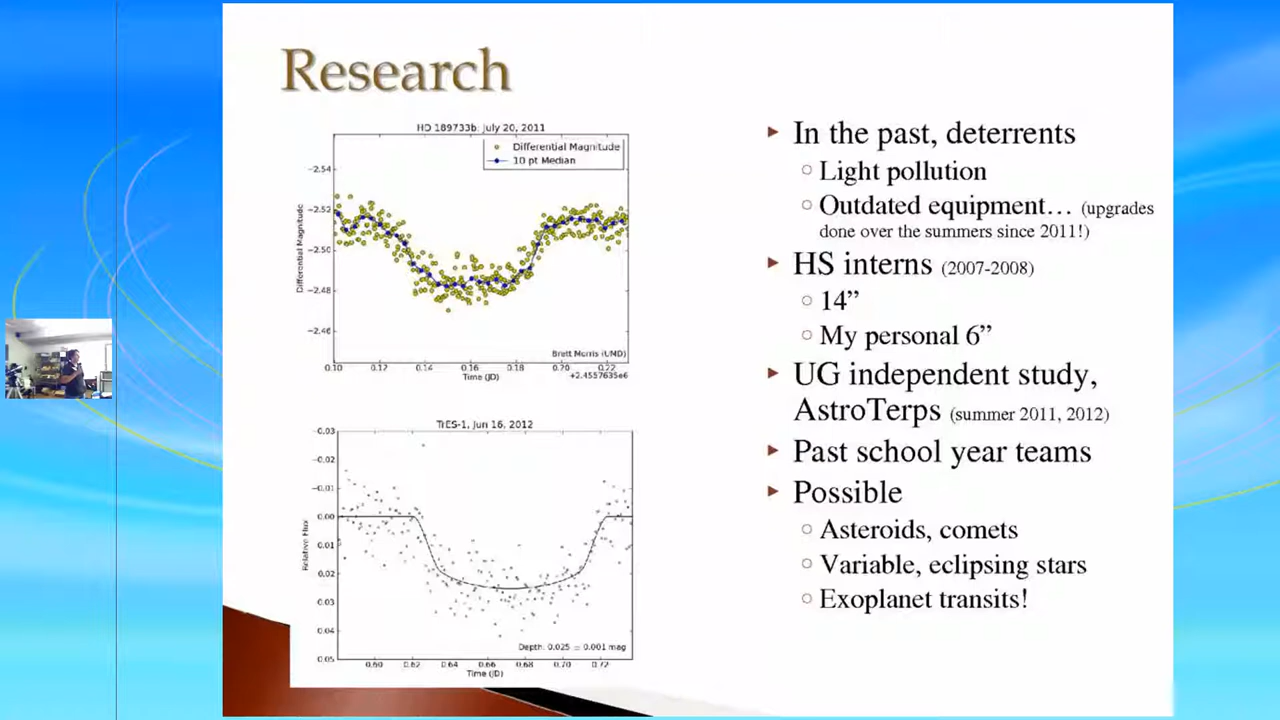 Research
HD 189733b: July 20, 2011
Differential Magnitude
10 pt Median
−2.54
−2.52
−2.50
−2.48
−2.46
Differential Magnitude
Brett Morris (UMD)
0.10 0.12 0.14 0.16 0.18 0.20 0.22
Time (JD)
+2.4557635e6
TrES-1, Jun 16, 2012
−0.03
−0.02
−0.01
0.00
0.01
0.02
0.03
0.04
0.05
Relative Flux
Depth: 0.025 ± 0.001 mag
0.60 0.62 0.64 0.66 0.68 0.70 0.72
Time (JD)
In the past, deterrents
Light pollution
Outdated equipment… (upgrades
done over the summers since 2011!)
HS interns (2007-2008)
14”
My personal 6”
UG independent study,
AstroTerps (summer 2011, 2012)
Past school year teams
Possible
Asteroids, comets
Variable, eclipsing stars
Exoplanet transits!